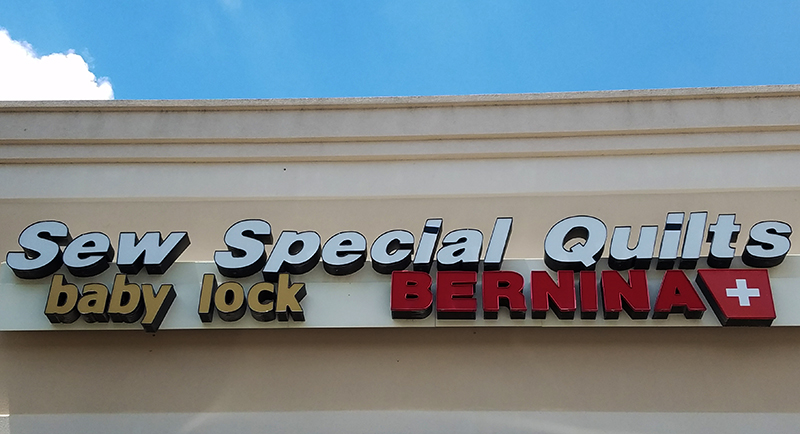 Sew Special Quilts
baby lock BERNINA